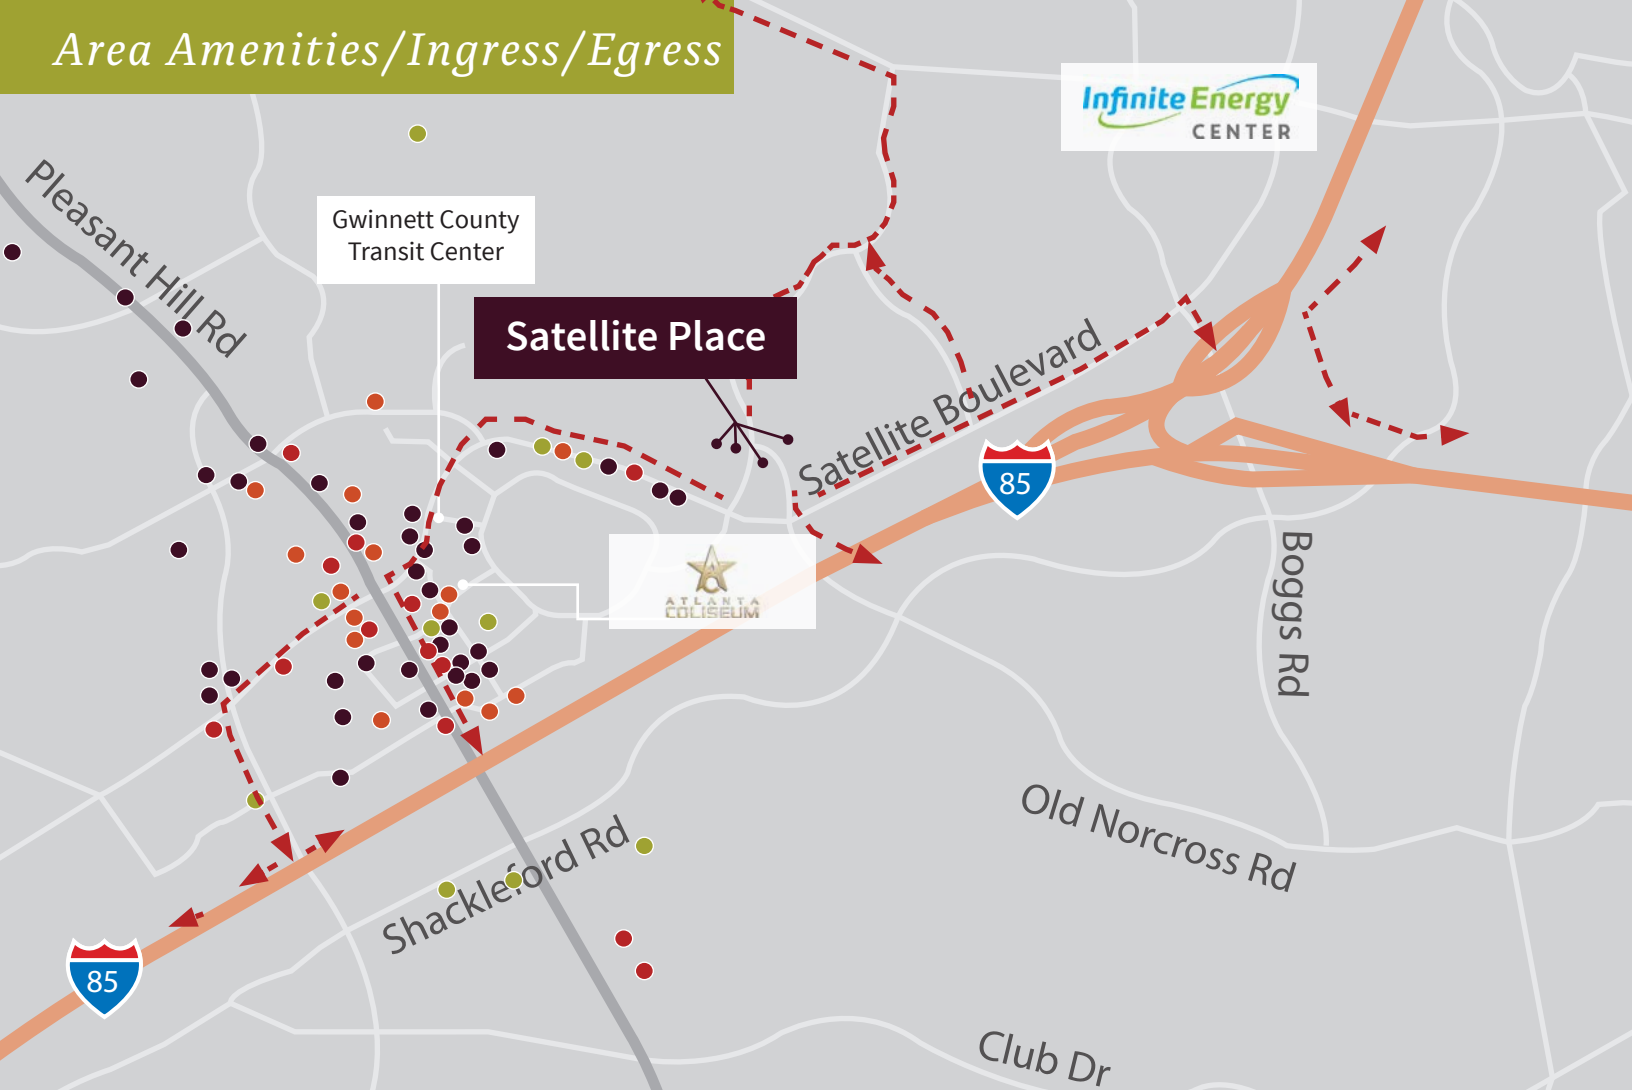 Area Amenities/Ingress/Egress
Infinite Energy
CENTER
Pleasant Hill Rd
Gwinnett County
Transit Center
Satellite Place
Satellite Boulevard
85
ATLANTA
COLISEUM
Boggs Rd
Old Norcross Rd
Shackleford Rd
85
Club Dr